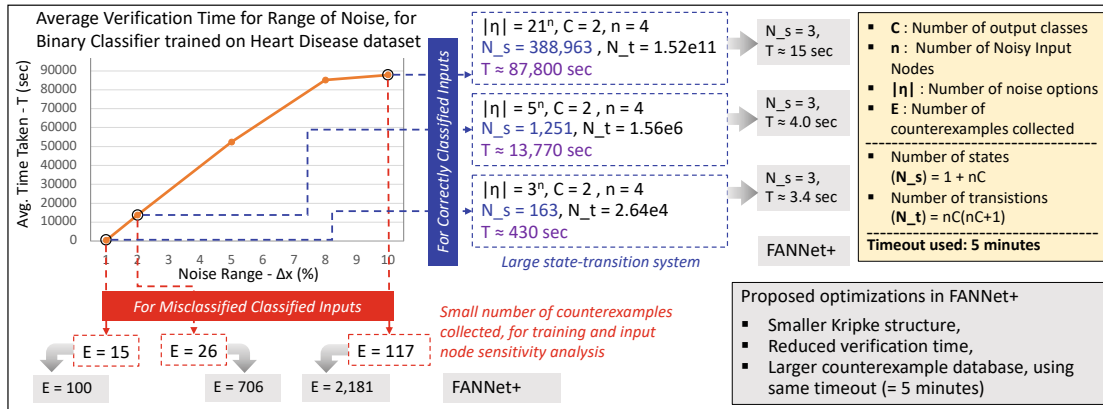 Average Verification Time for Range of Noise, for
Binary Classifier trained on Heart Disease dataset
Avg. Time Taken - T (sec)
90000
80000
70000
60000
50000
40000
30000
20000
10000
0
1 2 3 4 5 6 7 8 9 10
Noise Range - Δx (%)
For Correctly Classified Inputs
|η| = 21ⁿ, C = 2, n = 4
N_s = 388,963 , N_t = 1.52e11
T ≈ 87,800 sec
|η| = 5ⁿ, C = 2 , n = 4
N_s = 1,251, N_t = 1.56e6
T ≈ 13,770 sec
|η| = 3ⁿ, C = 2 , n = 4
N_s = 163, N_t = 2.64e4
T ≈ 430 sec
Large state-transition system
N_s = 3,
T ≈ 15 sec
N_s = 3,
T ≈ 4.0 sec
N_s = 3,
T ≈ 3.4 sec
FANNet+
▪ C : Number of output classes
▪ n : Number of Noisy Input
Nodes
▪ |η| : Number of noise options
▪ E : Number of
counterexamples collected
▪ Number of states
(N_s) = 1 + nC
▪ Number of transistions
(N_t) = nC(nC+1)
Timeout used: 5 minutes
For Misclassified Classified Inputs
Small number of counterexamples
collected, for training and input
node sensitivity analysis
E = 15
E = 26
E = 117
E = 100
E = 706
E = 2,181
FANNet+
Proposed optimizations in FANNet+
▪ Smaller Kripke structure,
▪ Reduced verification time,
▪ Larger counterexample database, using
same timeout (= 5 minutes)